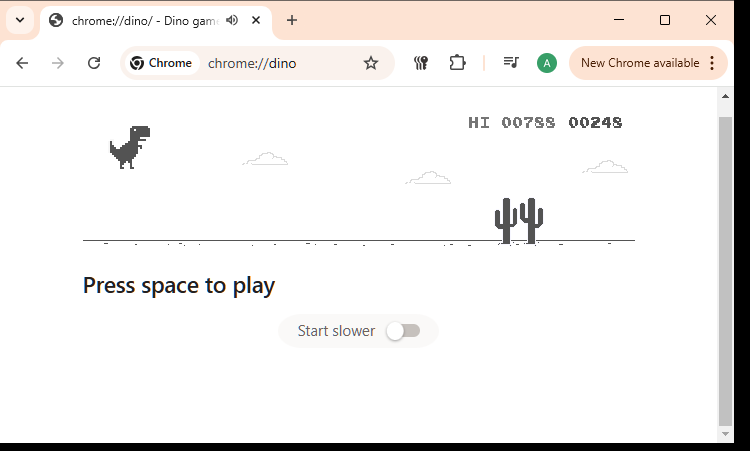 chrome://dino/ - Dino gam
Chrome
chrome://dino
A
New Chrome available
HI 00788 00248
Press space to play
Start slower